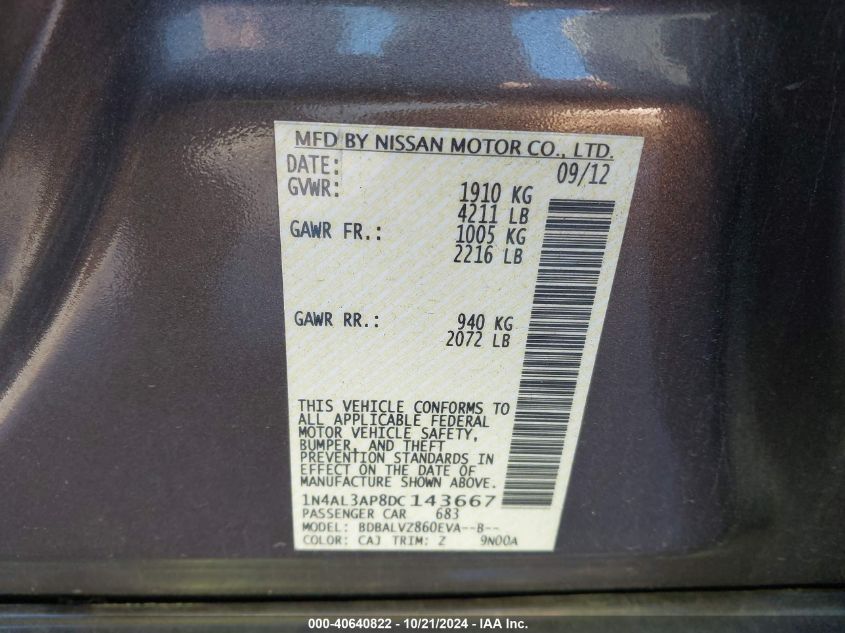 MFD BY NISSAN MOTOR CO., LTD.
DATE: 09/12
GVWR: 1910 KG
4211 LB
GAWR FR.: 1005 KG
2216 LB
GAWR RR.: 940 KG
2072 LB
THIS VEHICLE CONFORMS TO
ALL APPLICABLE FEDERAL
MOTOR VEHICLE SAFETY,
BUMPER, AND THEFT
PREVENTION STANDARDS IN
EFFECT ON THE DATE OF
MANUFACTURE SHOWN ABOVE.
1N4AL3AP8DC143667
PASSENGER CAR 683
MODEL: BDBALVZ860EVA--B--
COLOR: CAJ TRIM: Z 9N00A
000-40640822 - 10/21/2024 - © IAA Inc.